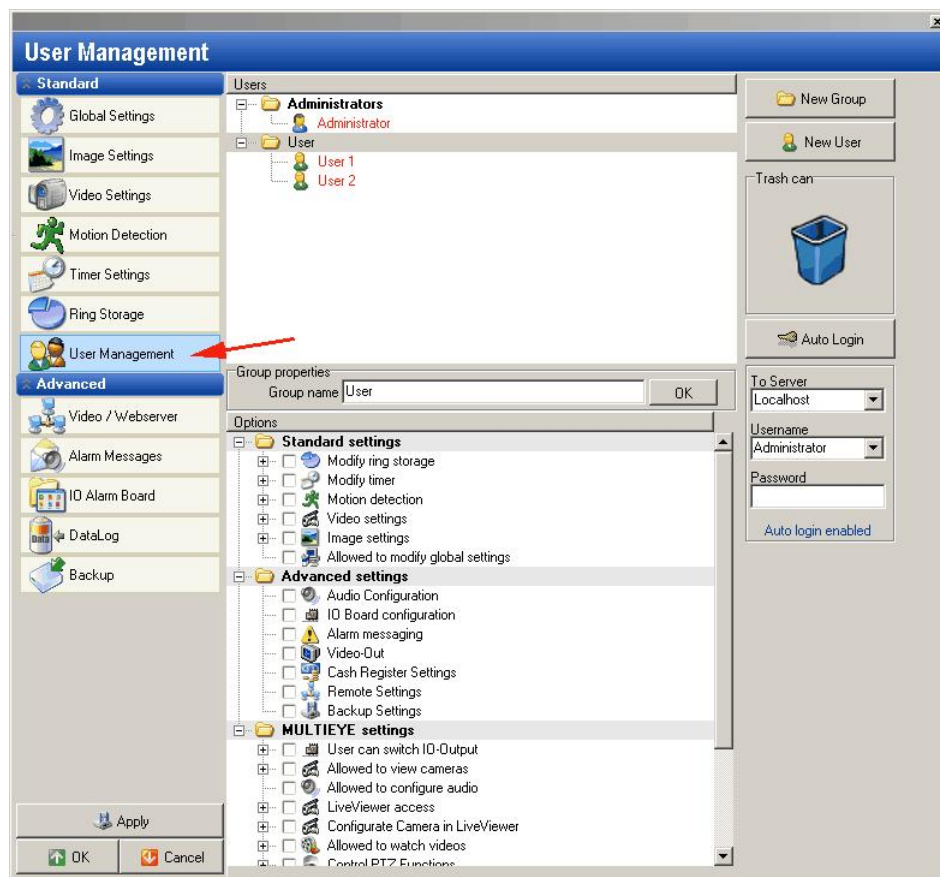 User Management
Standard
Global Settings
Image Settings
Video Settings
Motion Detection
Timer Settings
Ring Storage
User Management
Advanced
Video / Webserver
Alarm Messages
IO Alarm Board
Data
DataLog
Backup
Apply
OK
Cancel
Users
Administrators
Administrator
User
User 1
User 2
Group properties
Group name User OK
Options
Standard settings
Modify ring storage
Modify timer
Motion detection
Video settings
Image settings
Allowed to modify global settings
Advanced settings
Audio Configuration
IO Board configuration
Alarm messaging
Video-Out
Cash Register Settings
Remote Settings
Backup Settings
MULTIEYE settings
User can switch IO-Output
Allowed to view cameras
Allowed to configure audio
LiveViewer access
Configurate Camera in LiveViewer
Allowed to watch videos
Control PTZ Functions
New Group
New User
Trash can
Auto Login
To Server
Localhost
Username
Administrator
Password
Auto login enabled